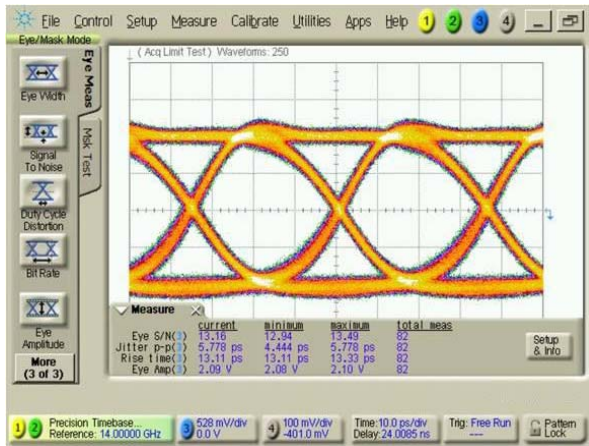 File Control Setup Measure Calibrate Utilities Apps Help 1 2 3 4
Eye/Mask Mode
( Acq Limit Test ) Waveforms: 250
Eye Meas
Msk Test
Eye Width
Signal
To Noise
Duty Cycle
Distortion
Bit Rate
Eye
Amplitude
More
(3 of 3)
Measure
current minimum maximum total meas
Eye S/N(3) 13.16 12.94 13.49 82
Jitter p-p(3) 5.778 ps 4.444 ps 5.778 ps 82
Rise time(3) 13.11 ps 13.11 ps 13.33 ps 82
Eye Amp(3) 2.09 V 2.08 V 2.10 V 82
Setup
& Info
1 2 Precision Timebase...
Reference: 14.00000 GHz
3 528 mV/div
0.0 V
4 100 mV/div
-401.0 mV
Time:10.0 ps/div
Delay:24.0085 ns
Trig: Free Run
----
Pattern
Lock